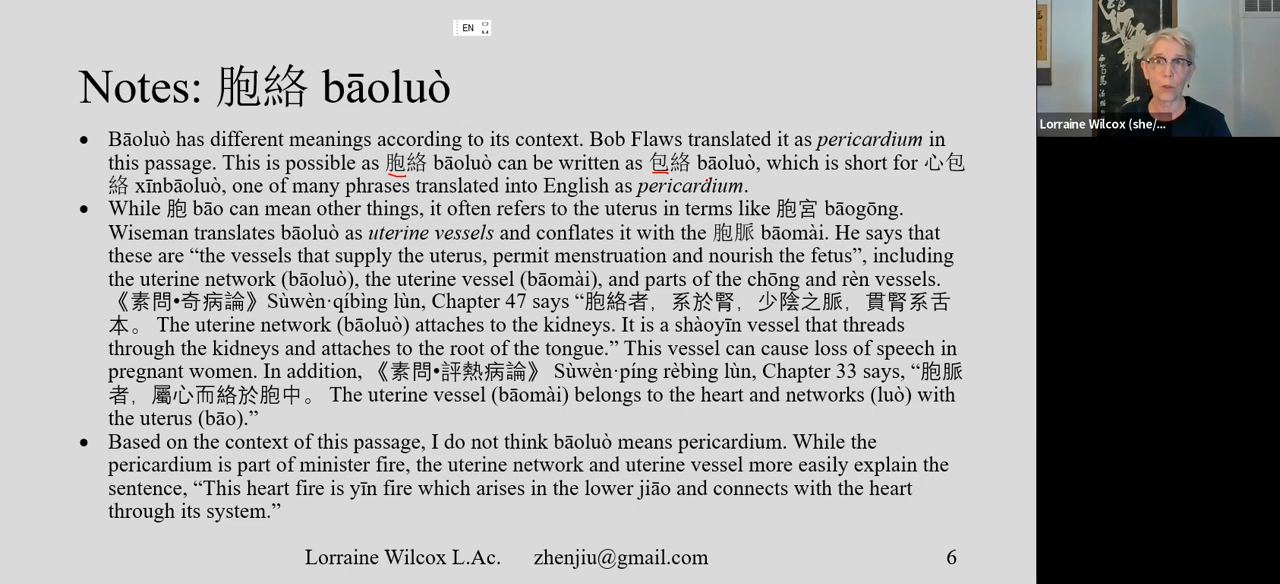 EN
Notes: 胞絡 bāoluò
• Bāoluò has different meanings according to its context. Bob Flaws translated it as pericardium in
this passage. This is possible as 胞絡 bāoluò can be written as 包絡 bāoluò, which is short for 心包
絡 xīnbāoluò, one of many phrases translated into English as pericardium.
• While 胞 bāo can mean other things, it often refers to the uterus in terms like 胞宮 bāogōng.
Wiseman translates bāoluò as uterine vessels and conflates it with the 胞脈 bāomài. He says that
these are “the vessels that supply the uterus, permit menstruation and nourish the fetus”, including
the uterine network (bāoluò), the uterine vessel (bāomài), and parts of the chōng and rèn vessels.
《素問•奇病論》Sùwèn·qíbìng lùn, Chapter 47 says “胞絡者，系於腎，少陰之脈，貫腎系舌
本。 The uterine network (bāoluò) attaches to the kidneys. It is a shàoyīn vessel that threads
through the kidneys and attaches to the root of the tongue.” This vessel can cause loss of speech in
pregnant women. In addition, 《素問•評熱病論》 Sùwèn·píng rèbìng lùn, Chapter 33 says, “胞脈
者，屬心而絡於胞中。 The uterine vessel (bāomài) belongs to the heart and networks (luò) with
the uterus (bāo).”
• Based on the context of this passage, I do not think bāoluò means pericardium. While the
pericardium is part of minister fire, the uterine network and uterine vessel more easily explain the
sentence, “This heart fire is yīn fire which arises in the lower jiāo and connects with the heart
through its system.”
Lorraine Wilcox L.Ac. zhenjiu@gmail.com 6
Lorraine Wilcox (she/...